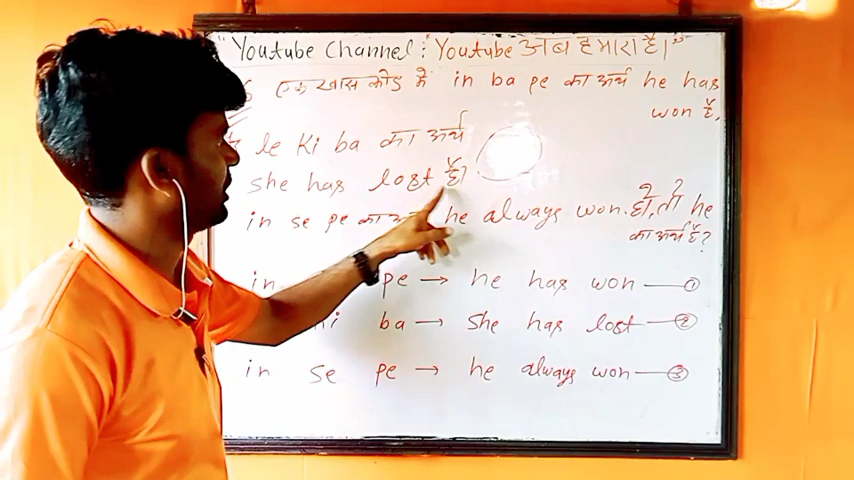 "Youtube Channel : "Youtube अब हमारा है।"
एक खास कोड में in ba pe का अर्थ he has
won है,
le ki ba का अर्थ
she has lost है।
in se pe का he always won. हो, तो he
का अर्थ है?
in pe → he has won — ①
ba → she has lost — ②
in se pe → he always won — ③